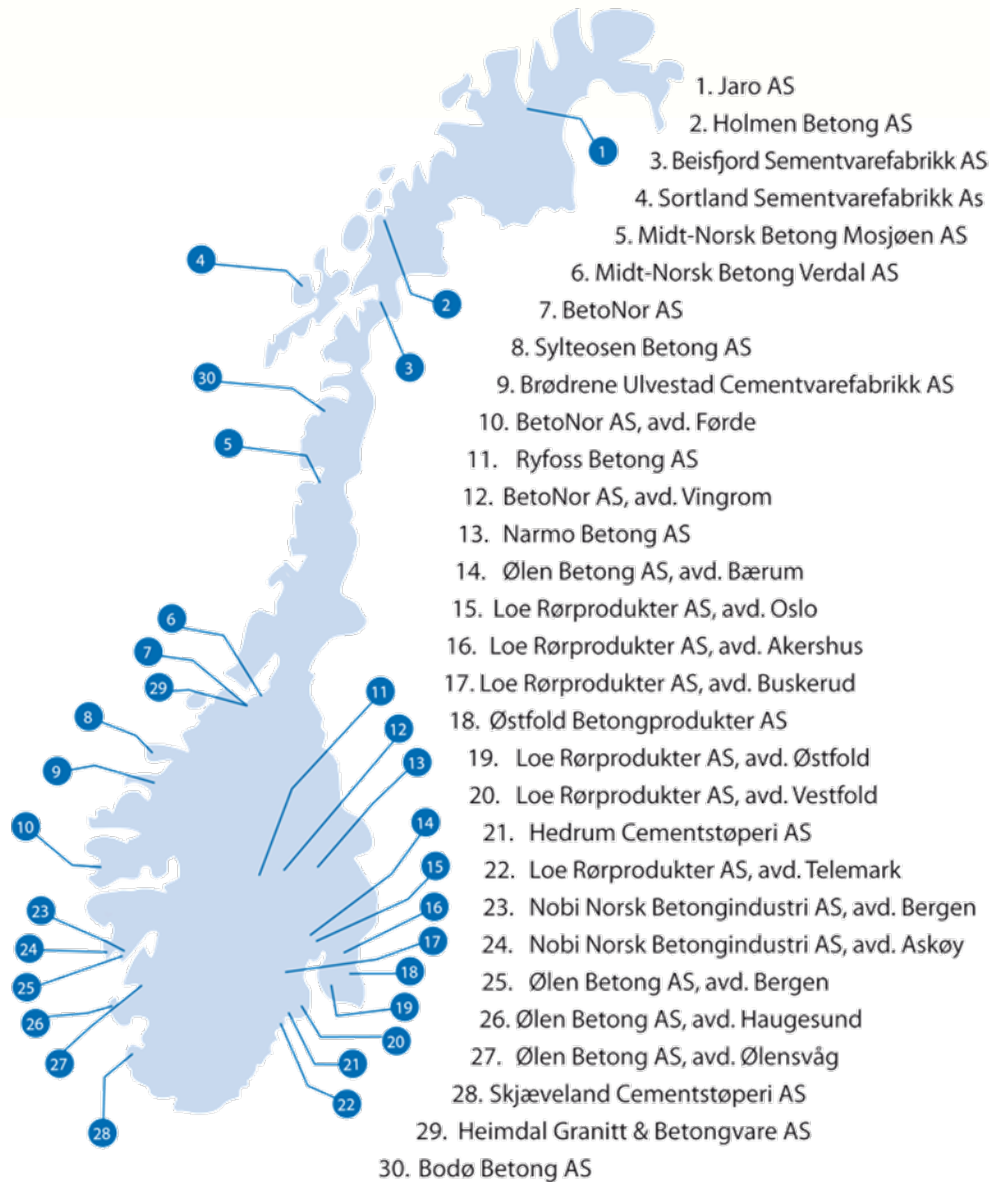 1. Jaro AS
2. Holmen Betong AS
3. Beisfjord Sementvarefabrikk AS
4. Sortland Sementvarefabrikk As
5. Midt-Norsk Betong Mosjøen AS
6. Midt-Norsk Betong Verdal AS
7. BetoNor AS
8. Sylteosen Betong AS
9. Brødrene Ulvestad Cementvarefabrikk AS
10. BetoNor AS, avd. Førde
11. Ryfoss Betong AS
12. BetoNor AS, avd. Vingrom
13. Narmo Betong AS
14. Ølen Betong AS, avd. Bærum
15. Loe Rørprodukter AS, avd. Oslo
16. Loe Rørprodukter AS, avd. Akershus
17. Loe Rørprodukter AS, avd. Buskerud
18. Østfold Betongprodukter AS
19. Loe Rørprodukter AS, avd. Østfold
20. Loe Rørprodukter AS, avd. Vestfold
21. Hedrum Cementstøperi AS
22. Loe Rørprodukter AS, avd. Telemark
23. Nobi Norsk Betongindustri AS, avd. Bergen
24. Nobi Norsk Betongindustri AS, avd. Askøy
25. Ølen Betong AS, avd. Bergen
26. Ølen Betong AS, avd. Haugesund
27. Ølen Betong AS, avd. Ølensvåg
28. Skjæveland Cementstøperi AS
29. Heimdal Granitt & Betongvare AS
30. Bodø Betong AS
1
4
2
3
30
5
6
7
29
11
8
12
13
9
10
14
15
23
16
24
17
25
18
19
26
20
27
21
22
28